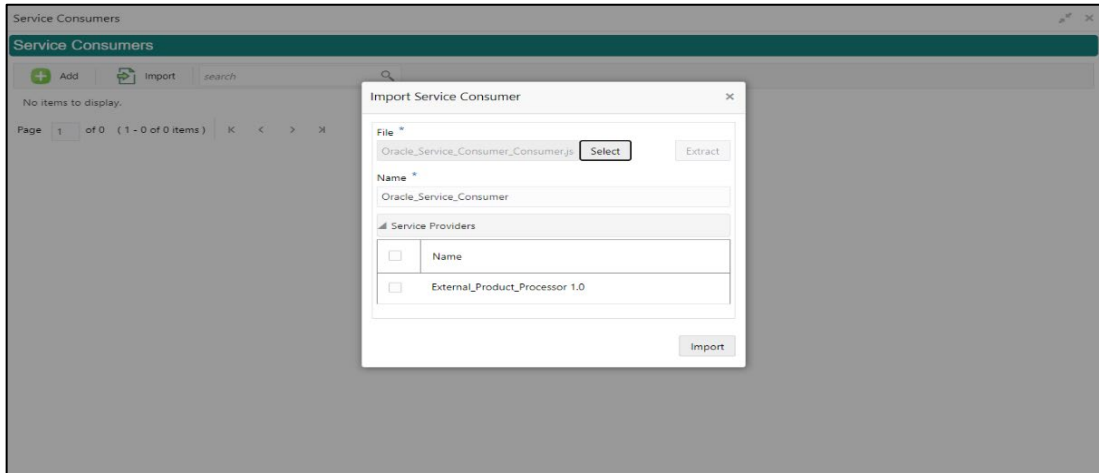 Service Consumers
Service Consumers
Add Import search
No items to display.
Page 1 of 0 ( 1 - 0 of 0 items )
Import Service Consumer
File *
Oracle_Service_Consumer_Consumer.js Select Extract
Name *
Oracle_Service_Consumer
Service Providers
Name
External_Product_Processor 1.0
Import